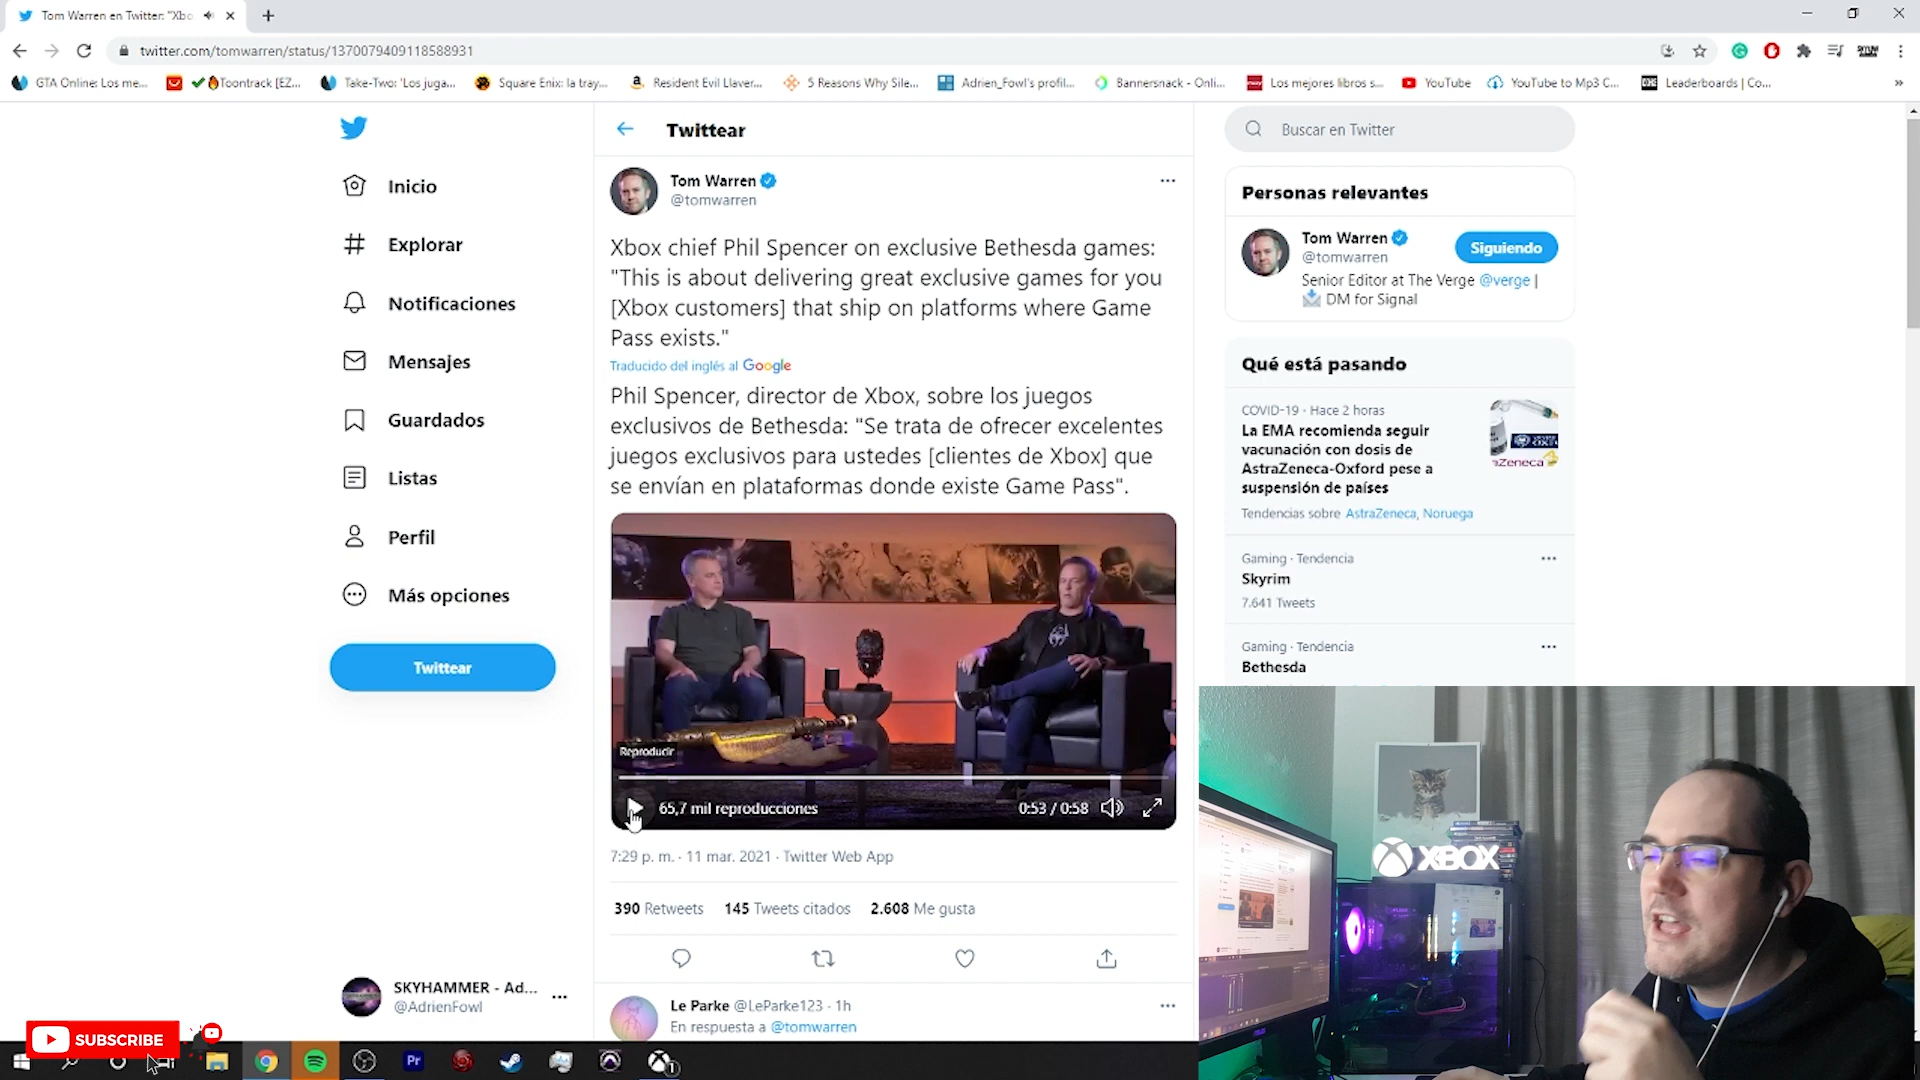 Tom Warren en Twitter: "Xbo
twitter.com/tomwarren/status/1370079409118588931
GTA Online: Los me...
Toontrack [EZ...
Take-Two: 'Los juga...
Square Enix: la tray...
Resident Evil Llaver...
5 Reasons Why Sile...
Adrien_Fowl's profil...
Bannersnack - Onli...
Los mejores libros s...
YouTube
YouTube to Mp3 C...
Leaderboards | Co...
»
Inicio
Explorar
Notificaciones
Mensajes
Guardados
Listas
Perfil
Más opciones
Twittear
SKYHAMMER - Ad...
@AdrienFowl
Twittear
Tom Warren
@tomwarren
Xbox chief Phil Spencer on exclusive Bethesda games:
"This is about delivering great exclusive games for you
[Xbox customers] that ship on platforms where Game
Pass exists."
Traducido del inglés al Google
Phil Spencer, director de Xbox, sobre los juegos
exclusivos de Bethesda: "Se trata de ofrecer excelentes
juegos exclusivos para ustedes [clientes de Xbox] que
se envían en plataformas donde existe Game Pass".
Reproducir
65,7 mil reproducciones
0:53 / 0:58
7:29 p. m. · 11 mar. 2021 · Twitter Web App
390 Retweets 145 Tweets citados 2.608 Me gusta
Le Parke @LeParke123 · 1h
En respuesta a @tomwarren
Buscar en Twitter
Personas relevantes
Tom Warren
@tomwarren
Siguiendo
Senior Editor at The Verge @verge |
DM for Signal
Qué está pasando
COVID-19 · Hace 2 horas
La EMA recomienda seguir
vacunación con dosis de
AstraZeneca-Oxford pese a
suspensión de países
Tendencias sobre AstraZeneca, Noruega
Gaming · Tendencia
Skyrim
7.641 Tweets
Gaming · Tendencia
Bethesda
XBOX
SUBSCRIBE
Pr
1